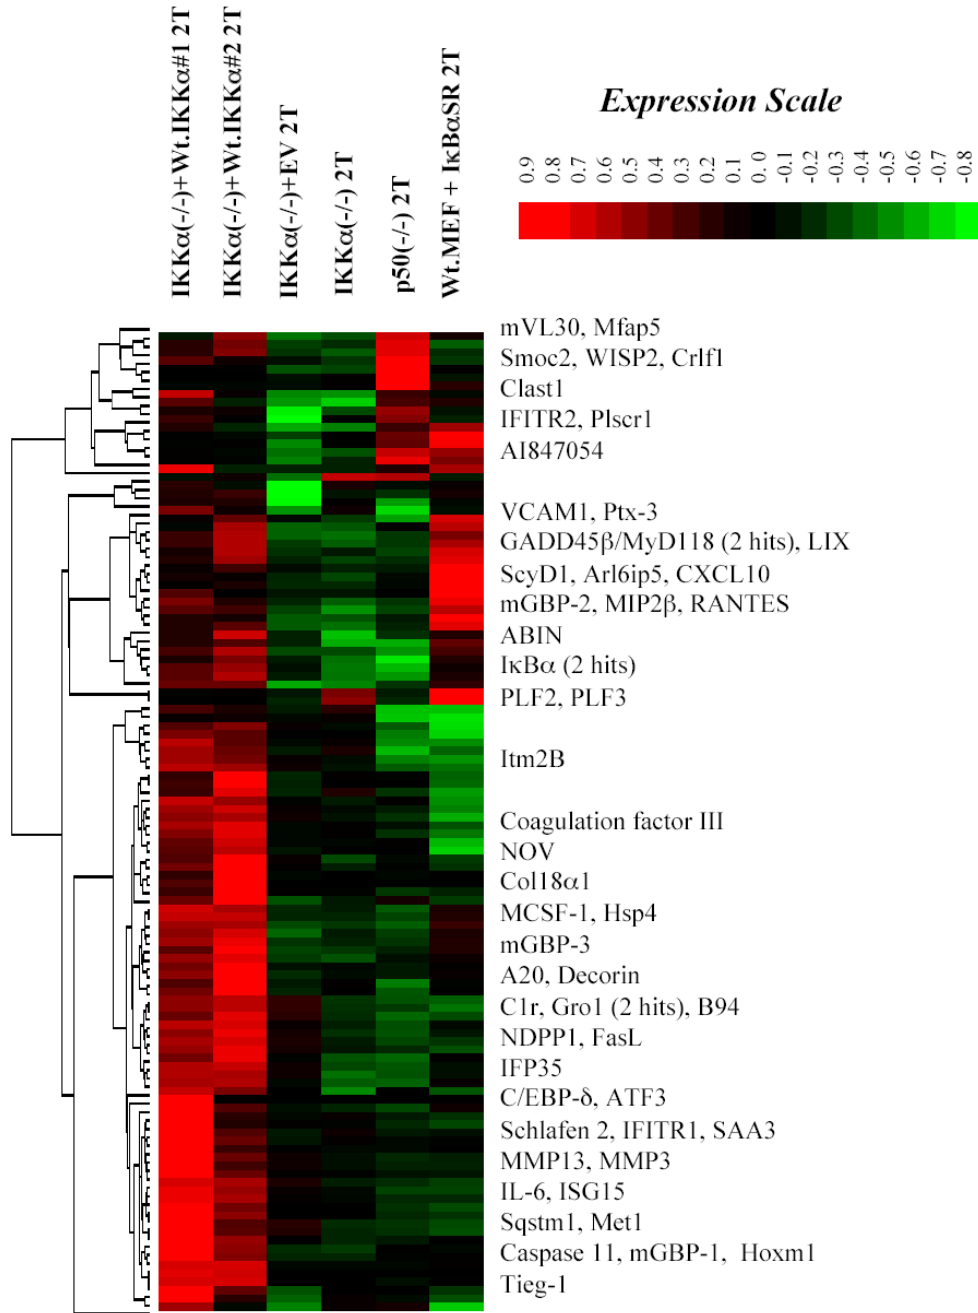 IKKα(-/-)+Wt.IKKα#1 2T
IKKα(-/-)+Wt.IKKα#2 2T
IKKα(-/-)+EV 2T
IKKα(-/-) 2T
p50(-/-) 2T
Wt.MEF + IκBαSR 2T
Expression Scale
0.9
0.8
0.7
0.6
0.4
0.3
0.2
0.1
0. 0
-0.1
-0.2
-0.3
-0.4
-0.6
-0.7
-0.8
mVL30, Mfap5
Smoc2, WISP2, Crlf1
Clast1
IFITR2, Plscr1
AI847054
VCAM1, Ptx-3
GADD45β/MyD118 (2 hits), LIX
ScyD1, Arl6ip5, CXCL10
mGBP-2, MIP2β, RANTES
ABIN
IκBα (2 hits)
PLF2, PLF3
Itm2B
Coagulation factor III
NOV
Col18α1
MCSF-1, Hsp4
mGBP-3
A20, Decorin
C1r, Gro1 (2 hits), B94
NDPP1, FasL
IFP35
C/EBP-δ, ATF3
Schlafen 2, IFITR1, SAA3
MMP13, MMP3
IL-6, ISG15
Sqstm1, Met1
Caspase 11, mGBP-1, Hoxm1
Tieg-1